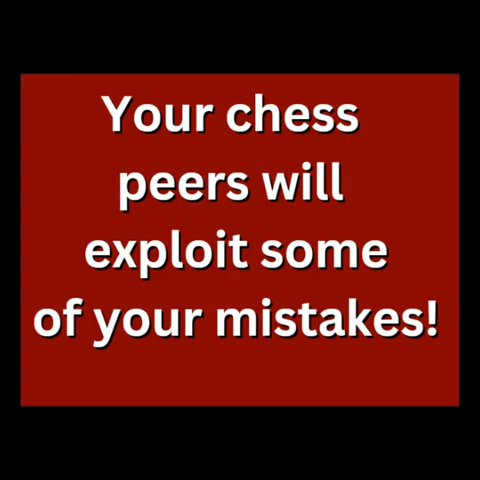 Your chess
peers will
exploit some
of your mistakes!